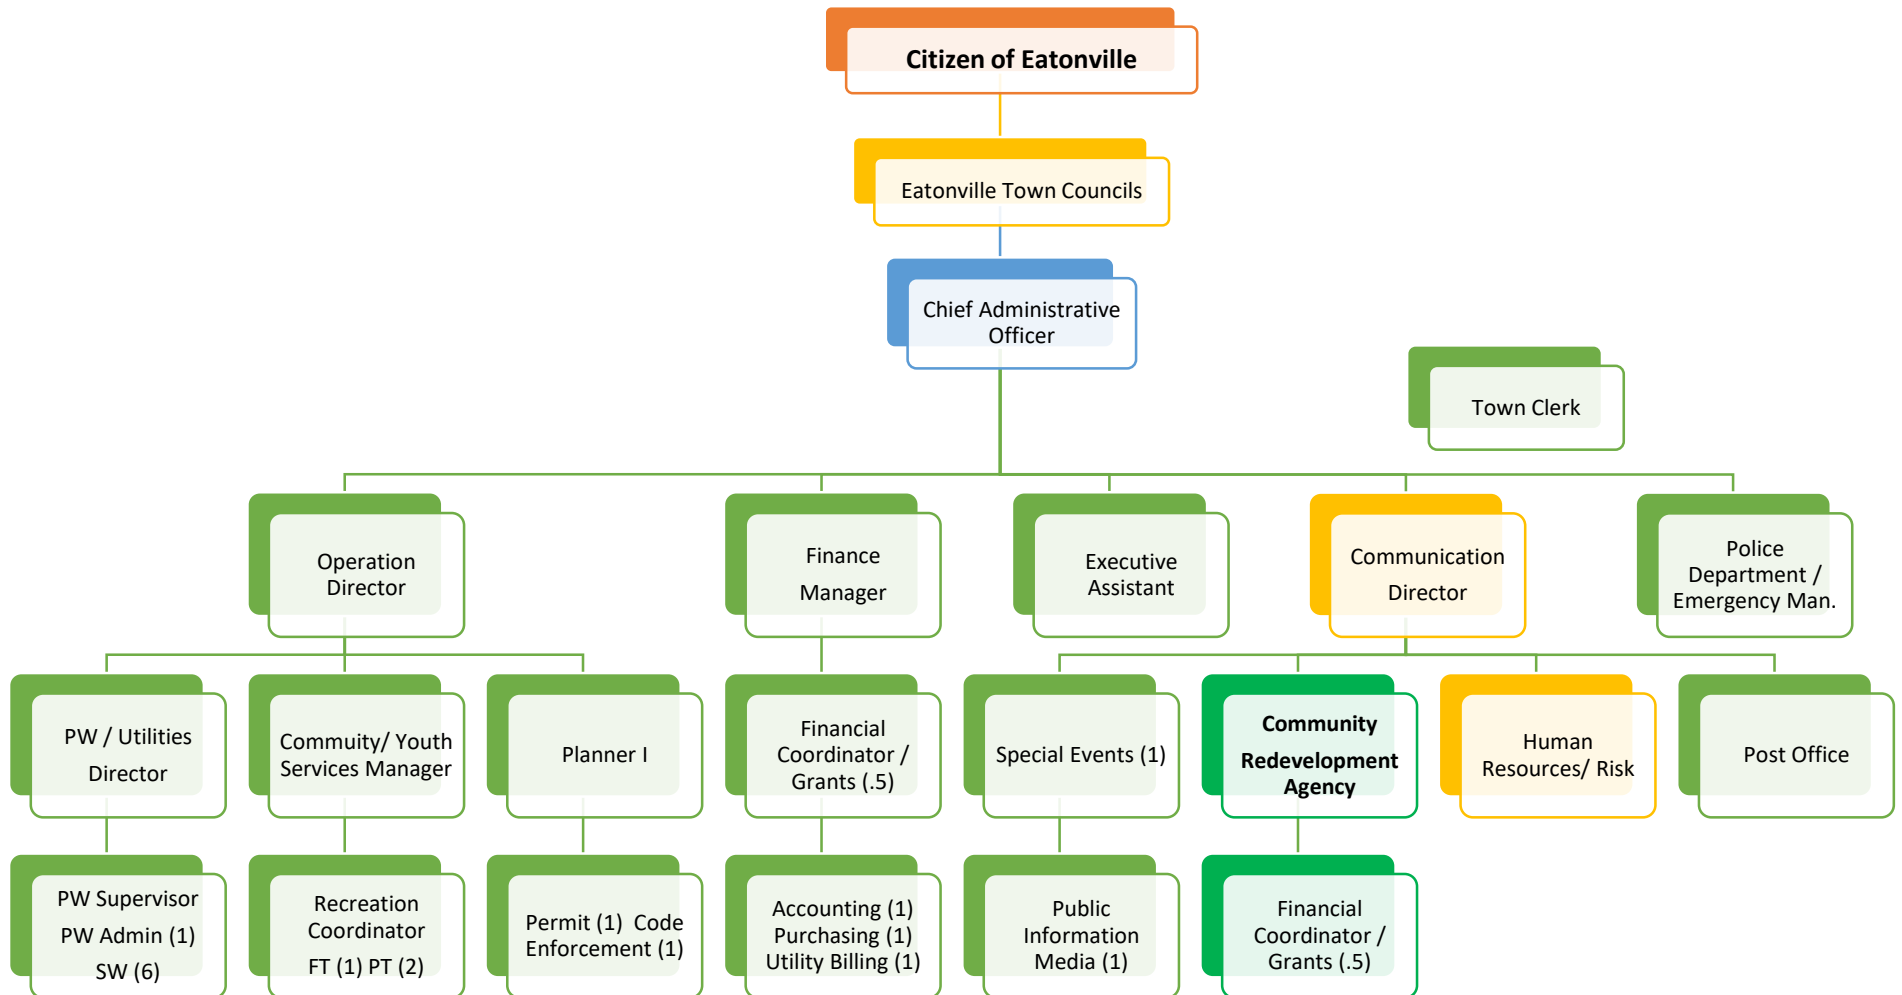 Citizen of Eatonville
Eatonville Town Councils
Chief Administrative
Officer
Town Clerk
Operation
Director
Finance
Manager
Executive
Assistant
Communication
Director
Police
Department /
Emergency Man.
PW / Utilities
Director
Commuity/ Youth
Services Manager
Planner I
Financial
Coordinator /
Grants (.5)
Special Events (1)
Community
Redevelopment
Agency
Human
Resources/ Risk
Post Office
PW Supervisor
PW Admin (1)
SW (6)
Recreation
Coordinator
FT (1) PT (2)
Permit (1)  Code
Enforcement (1)
Accounting (1)
Purchasing (1)
Utility Billing (1)
Public
Information
Media (1)
Financial
Coordinator /
Grants (.5)